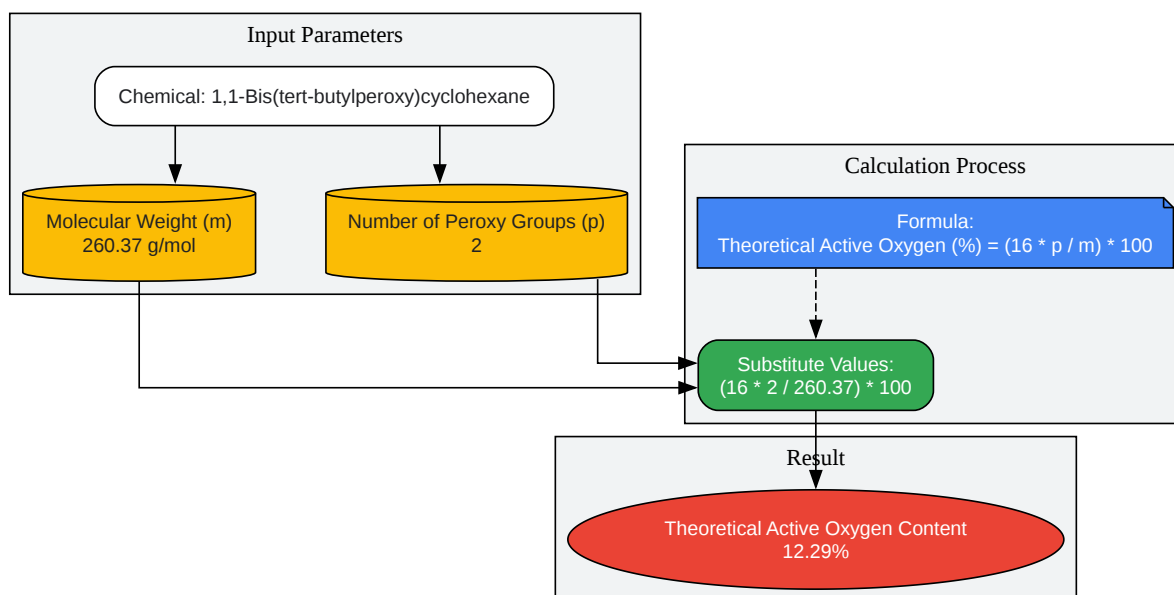 Input Parameters
Chemical: 1,1-Bis(tert-butylperoxy)cyclohexane
Molecular Weight (m)
260.37 g/mol
Number of Peroxy Groups (p)
2
Calculation Process
Formula:
Theoretical Active Oxygen (%) = (16 * p / m) * 100
Substitute Values:
(16 * 2 / 260.37) * 100
Result
Theoretical Active Oxygen Content
12.29%